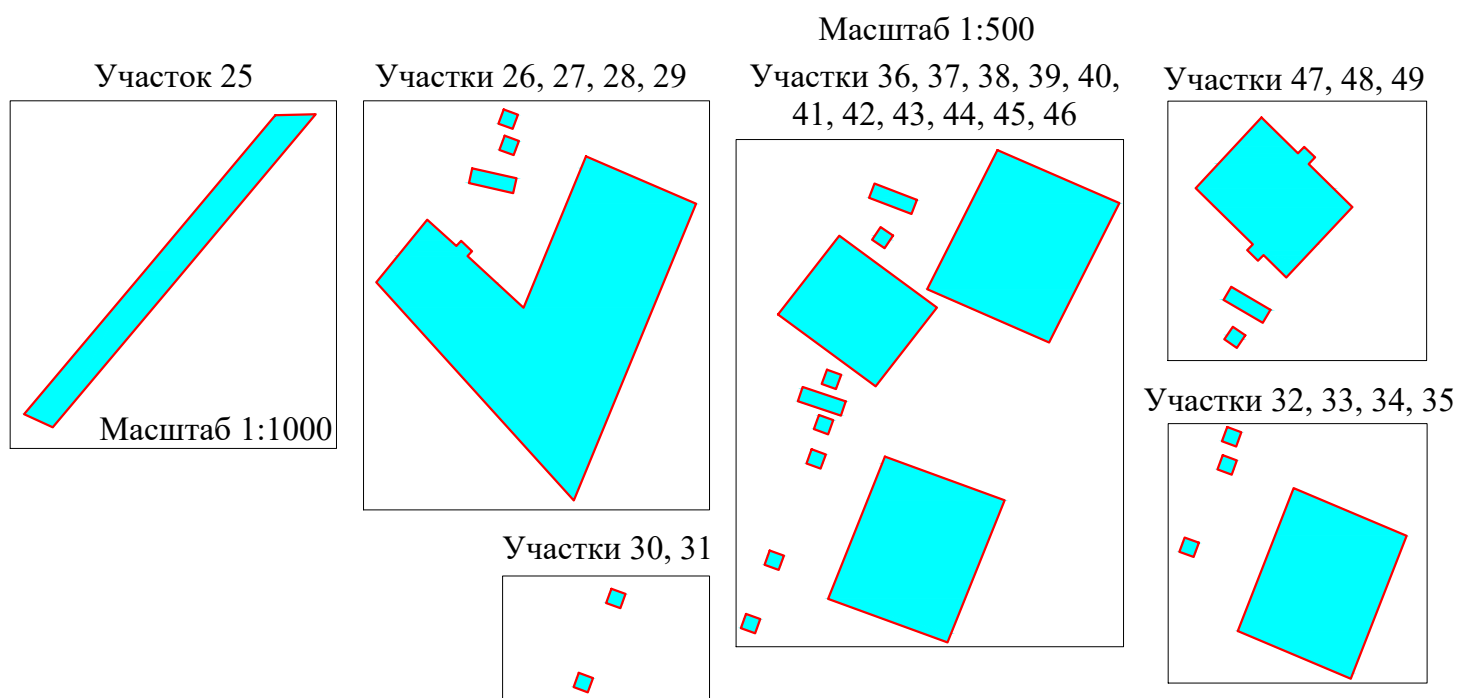 Масштаб 1:500
Участок 25
Участки 26, 27, 28, 29
Участки 36, 37, 38, 39, 40,
41, 42, 43, 44, 45, 46
Участки 47, 48, 49
Масштаб 1:1000
Участки 32, 33, 34, 35
Участки 30, 31